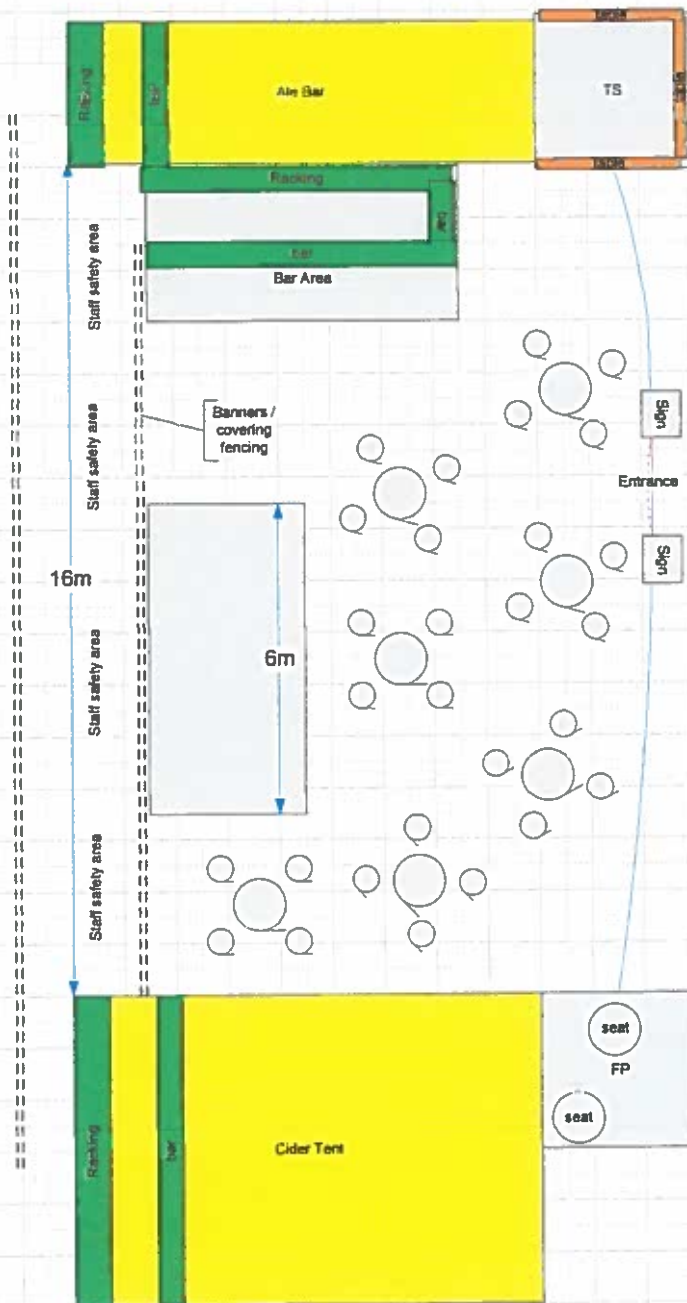 Racking
bar
Ale Bar
TS
Racking
bar
bar
Bar Area
Staff safety area
Banners /
covering
fencing
Staff safety area
Sign
Entrance
Sign
16m
6m
Staff safety area
Staff safety area
seat
FP
seat
Racking
bar
Cider Tent